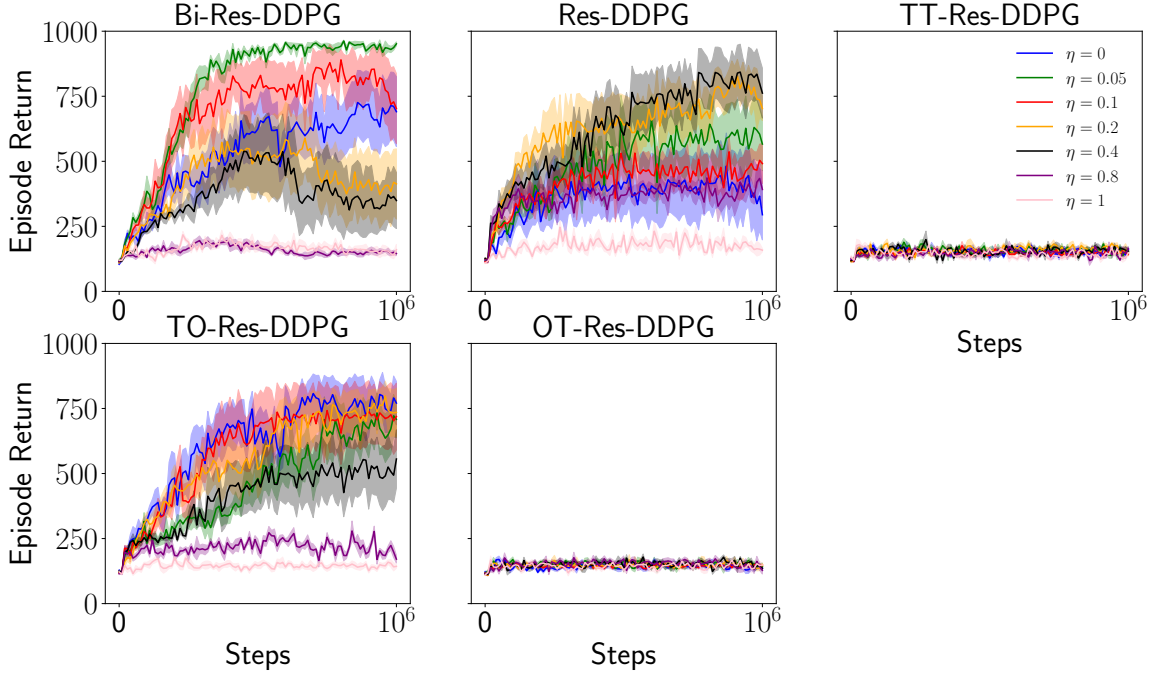 Bi-Res-DDPG
Res-DDPG
TT-Res-DDPG
Episode Return
1000
750
500
250
0
0
10^6
0
10^6
η = 0
η = 0.05
η = 0.1
η = 0.2
η = 0.4
η = 0.8
η = 1
0
10^6
Steps
TO-Res-DDPG
OT-Res-DDPG
Episode Return
1000
750
500
250
0
0
10^6
Steps
0
10^6
Steps